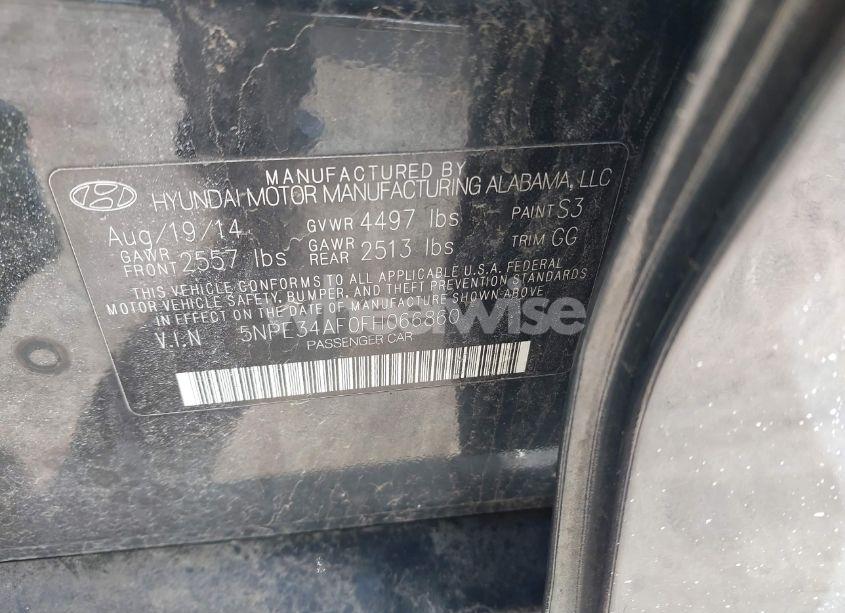 MANUFACTURED BY
HYUNDAI MOTOR MANUFACTURING ALABAMA, LLC
Aug/19/14 GVWR 4497 lbs PAINT S3
GAWR FRONT 2557 lbs GAWR REAR 2513 lbs TRIM GG
THIS VEHICLE CONFORMS TO ALL APPLICABLE U.S.A. FEDERAL
MOTOR VEHICLE SAFETY, BUMPER, AND THEFT PREVENTION STANDARDS
IN EFFECT ON THE DATE OF MANUFACTURE SHOWN ABOVE.
V.I.N 5NPE34AF0FH066860
PASSENGER CAR